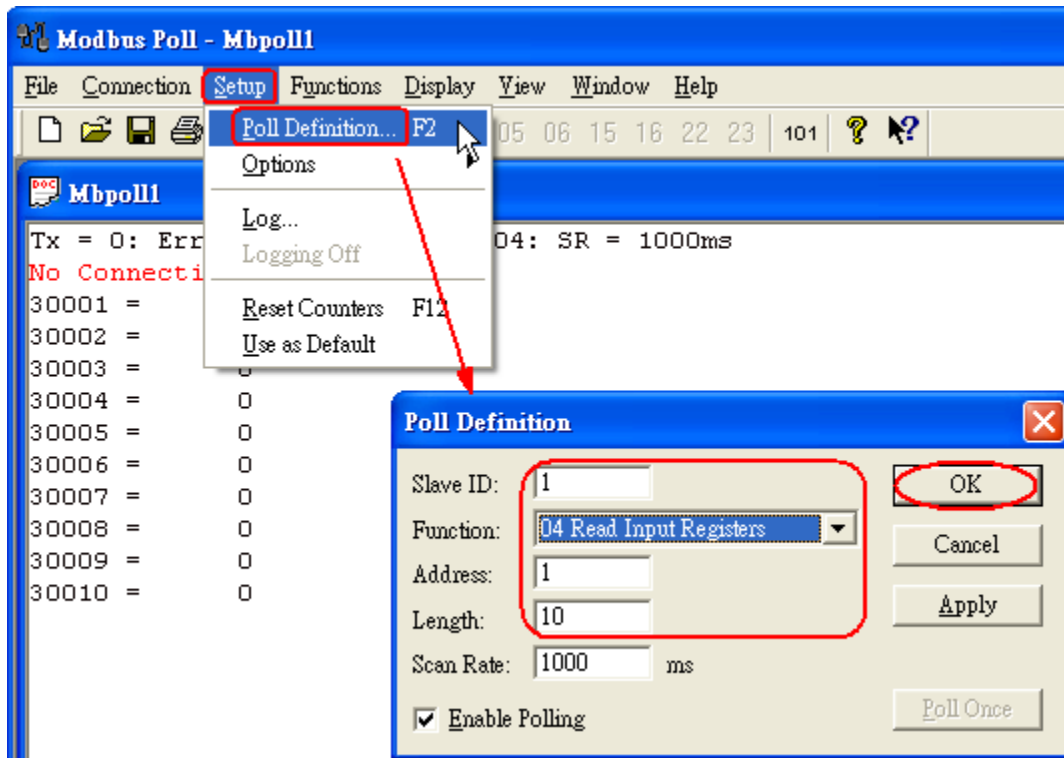 Modbus Poll - Mbpoll1
File Connection Setup Functions Display View Window Help
05 06 15 16 22 23 101
Poll Definition... F2
Options
Log...
Logging Off
Reset Counters F12
Use as Default
Mbpoll1
Tx = 0: Err 04: SR = 1000ms
No Connecti
30001 =
30002 =
30003 = 0
30004 = 0
30005 = 0
30006 = 0
30007 = 0
30008 = 0
30009 = 0
30010 = 0
Poll Definition
Slave ID: 1
OK
Function: 04 Read Input Registers
Cancel
Address: 1
Length: 10
Apply
Scan Rate: 1000 ms
Enable Polling
Poll Once